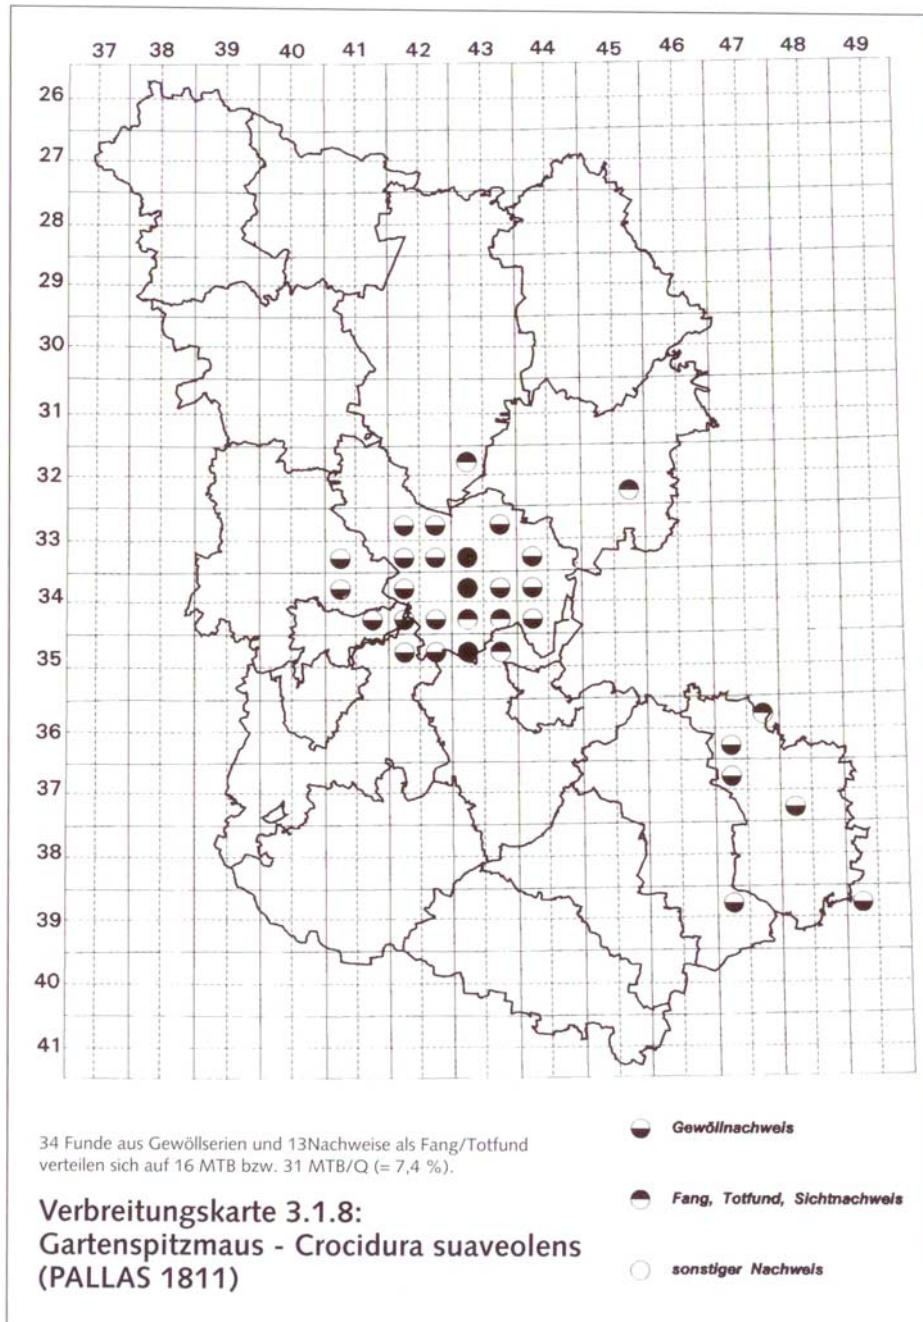 37 38 39 40 41 42 43 44 45 46 47 48 49
26
27
28
29
30
31
32
33
34
35
36
37
38
39
40
41
34 Funde aus Gewöllserien und 13Nachweise als Fang/Totfund
verteilen sich auf 16 MTB bzw. 31 MTB/Q (= 7,4 %).
Verbreitungskarte 3.1.8:
Gartenspitzmaus - Crocidura suaveolens
(PALLAS 1811)
Gewöllnachweis
Fang, Totfund, Sichtnachweis
sonstiger Nachweis